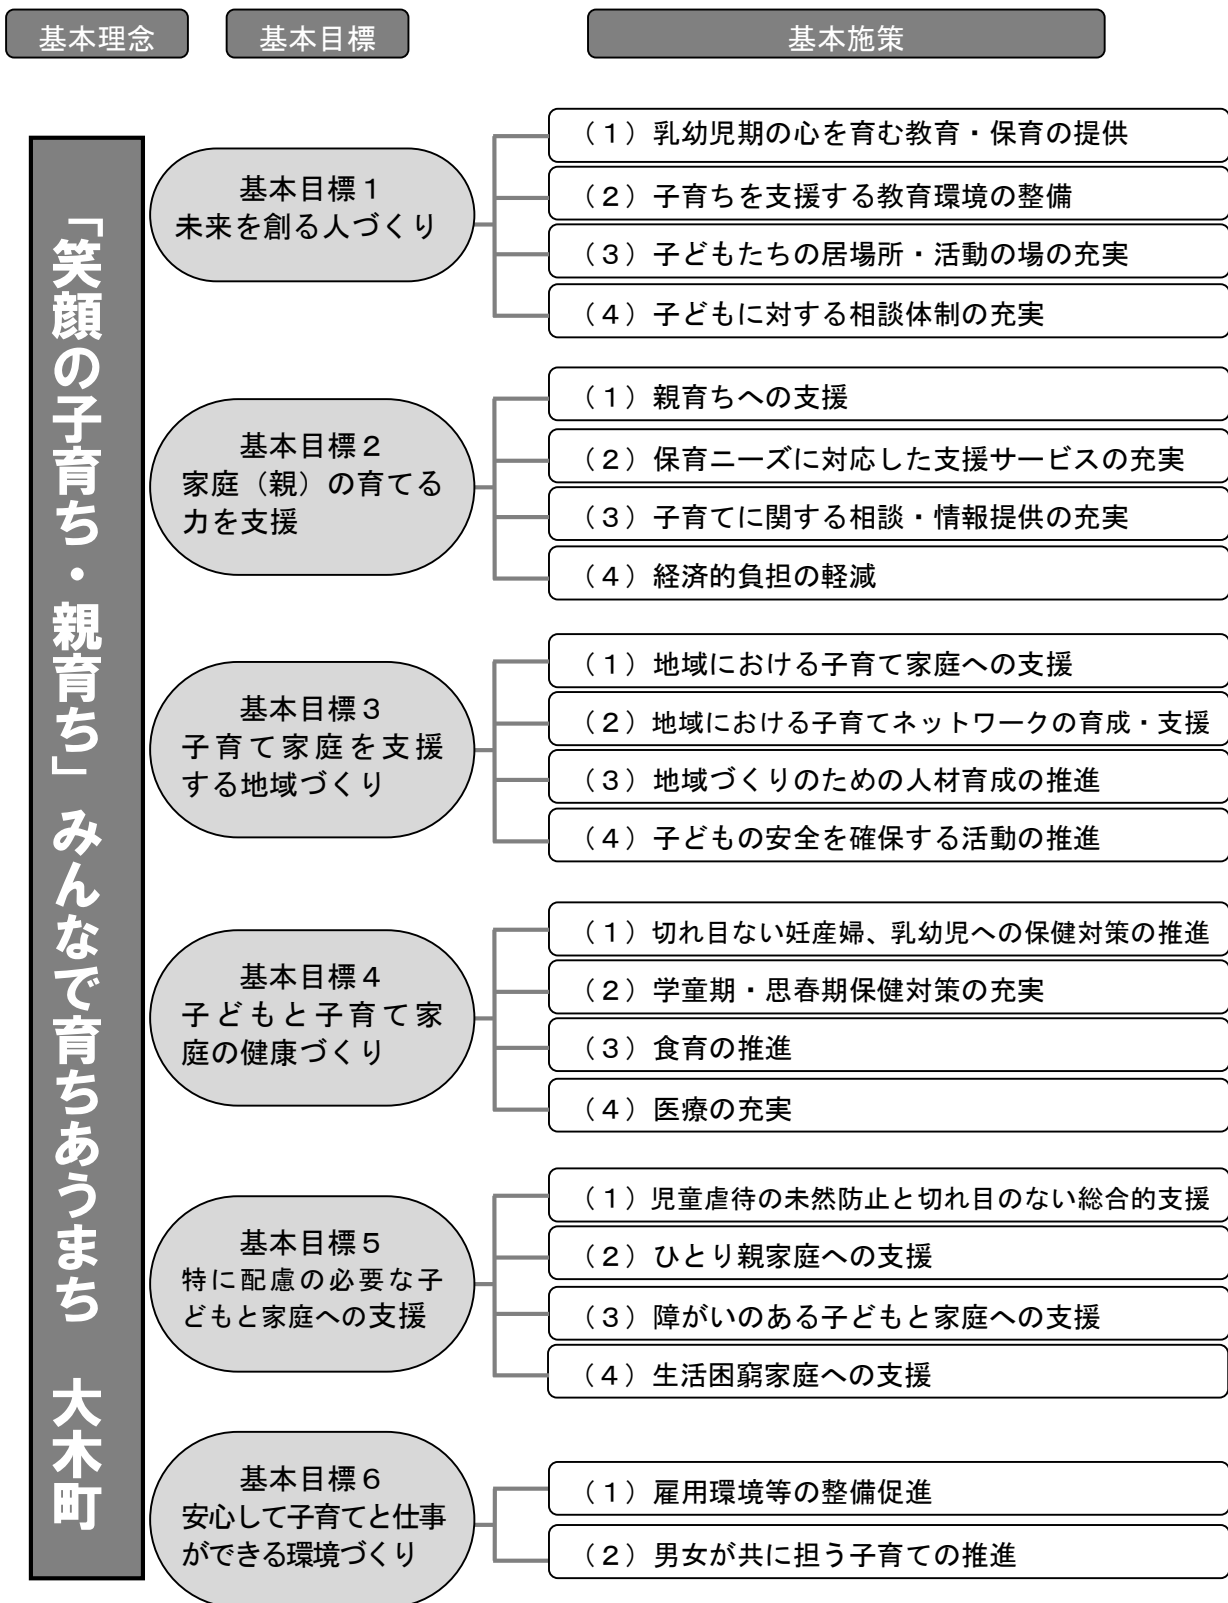 基本理念
基本目標
基本施策
「笑顔の子育ち・親育ち」みんなで育ちあうまち　大木町
基本目標１
未来を創る人づくり
（１）乳幼児期の心を育む教育・保育の提供
（２）子育ちを支援する教育環境の整備
（３）子どもたちの居場所・活動の場の充実
（４）子どもに対する相談体制の充実
基本目標２
家庭（親）の育てる
力を支援
（１）親育ちへの支援
（２）保育ニーズに対応した支援サービスの充実
（３）子育てに関する相談・情報提供の充実
（４）経済的負担の軽減
基本目標３
子育て家庭を支援
する地域づくり
（１）地域における子育て家庭への支援
（２）地域における子育てネットワークの育成・支援
（３）地域づくりのための人材育成の推進
（４）子どもの安全を確保する活動の推進
基本目標４
子どもと子育て家
庭の健康づくり
（１）切れ目ない妊産婦、乳幼児への保健対策の推進
（２）学童期・思春期保健対策の充実
（３）食育の推進
（４）医療の充実
基本目標５
特に配慮の必要な子
どもと家庭への支援
（１）児童虐待の未然防止と切れ目のない総合的支援
（２）ひとり親家庭への支援
（３）障がいのある子どもと家庭への支援
（４）生活困窮家庭への支援
基本目標６
安心して子育てと仕事
ができる環境づくり
（１）雇用環境等の整備促進
（２）男女が共に担う子育ての推進